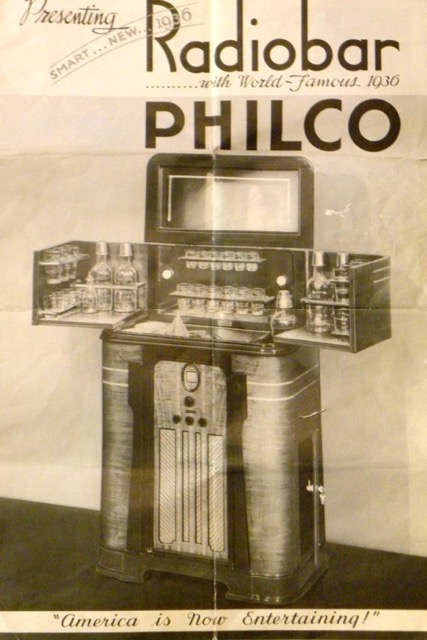 Presenting
SMART...NEW...1936
Radiobar
.........with World-Famous 1936
PHILCO
"America is Now Entertaining!"